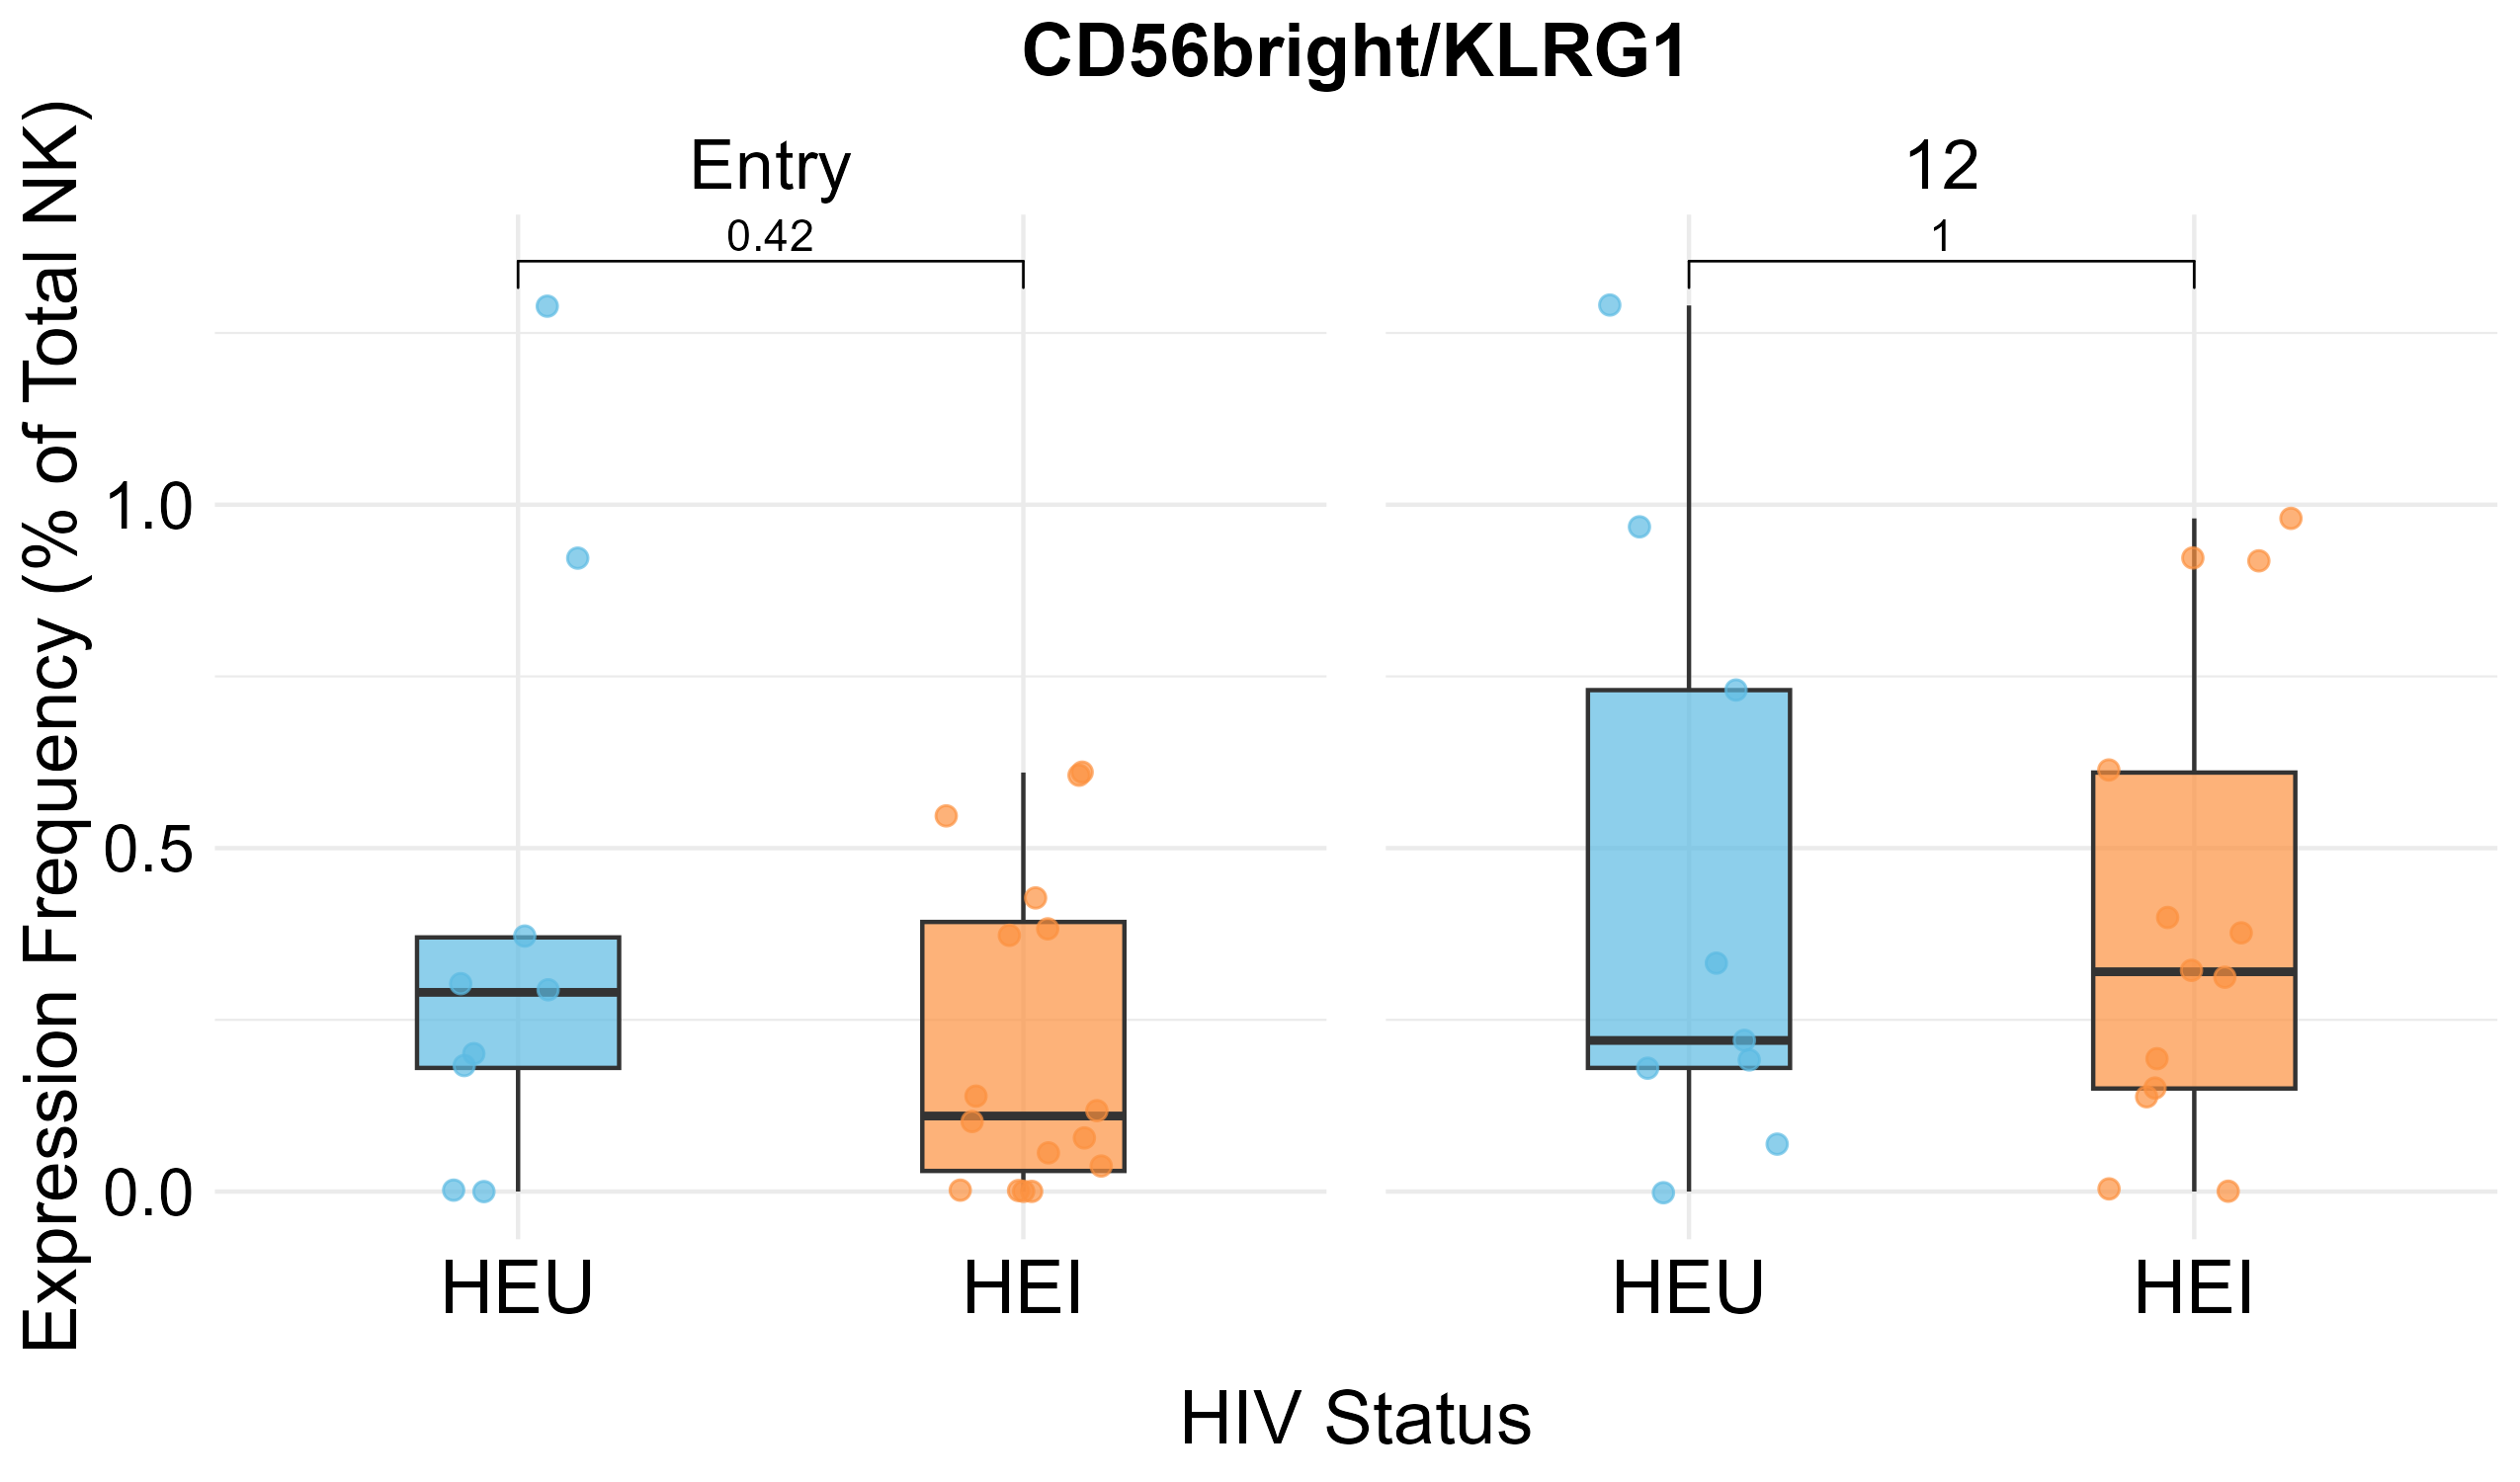 CD56bright/KLRG1
Entry
12
0.42
1
Expression Frequency (% of Total NK)
1.0
0.5
0.0
HEU
HEI
HEU
HEI
HIV Status